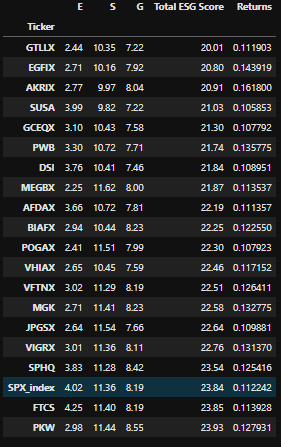 E S G Total ESG Score Returns
Ticker
GTLLX 2.44 10.35 7.22 20.01 0.111903
EGFIX 2.71 10.16 7.92 20.80 0.143919
AKRIX 2.77 9.97 8.04 20.91 0.161800
SUSA 3.99 9.82 7.22 21.03 0.105853
GCEQX 3.10 10.43 7.58 21.30 0.107792
PWB 3.30 10.72 7.71 21.74 0.135775
DSI 3.76 10.41 7.46 21.84 0.108951
MEGBX 2.25 11.62 8.00 21.87 0.113537
AFDAX 3.66 10.72 7.81 22.19 0.111357
BIAFX 2.94 10.44 8.23 22.25 0.122550
POGAX 2.41 11.51 7.99 22.30 0.107923
VHIAX 2.65 10.45 7.59 22.46 0.117152
VFTNX 3.02 11.29 8.19 22.51 0.126411
MGK 2.71 11.41 8.23 22.58 0.132775
JPGSX 2.64 11.54 7.66 22.64 0.109881
VIGRX 3.01 11.36 8.11 22.76 0.131370
SPHQ 3.83 11.28 8.42 23.54 0.125416
SPX_index 4.02 11.36 8.19 23.84 0.112242
FTCS 4.25 11.40 8.19 23.85 0.113928
PKW 2.98 11.44 8.55 23.93 0.127931